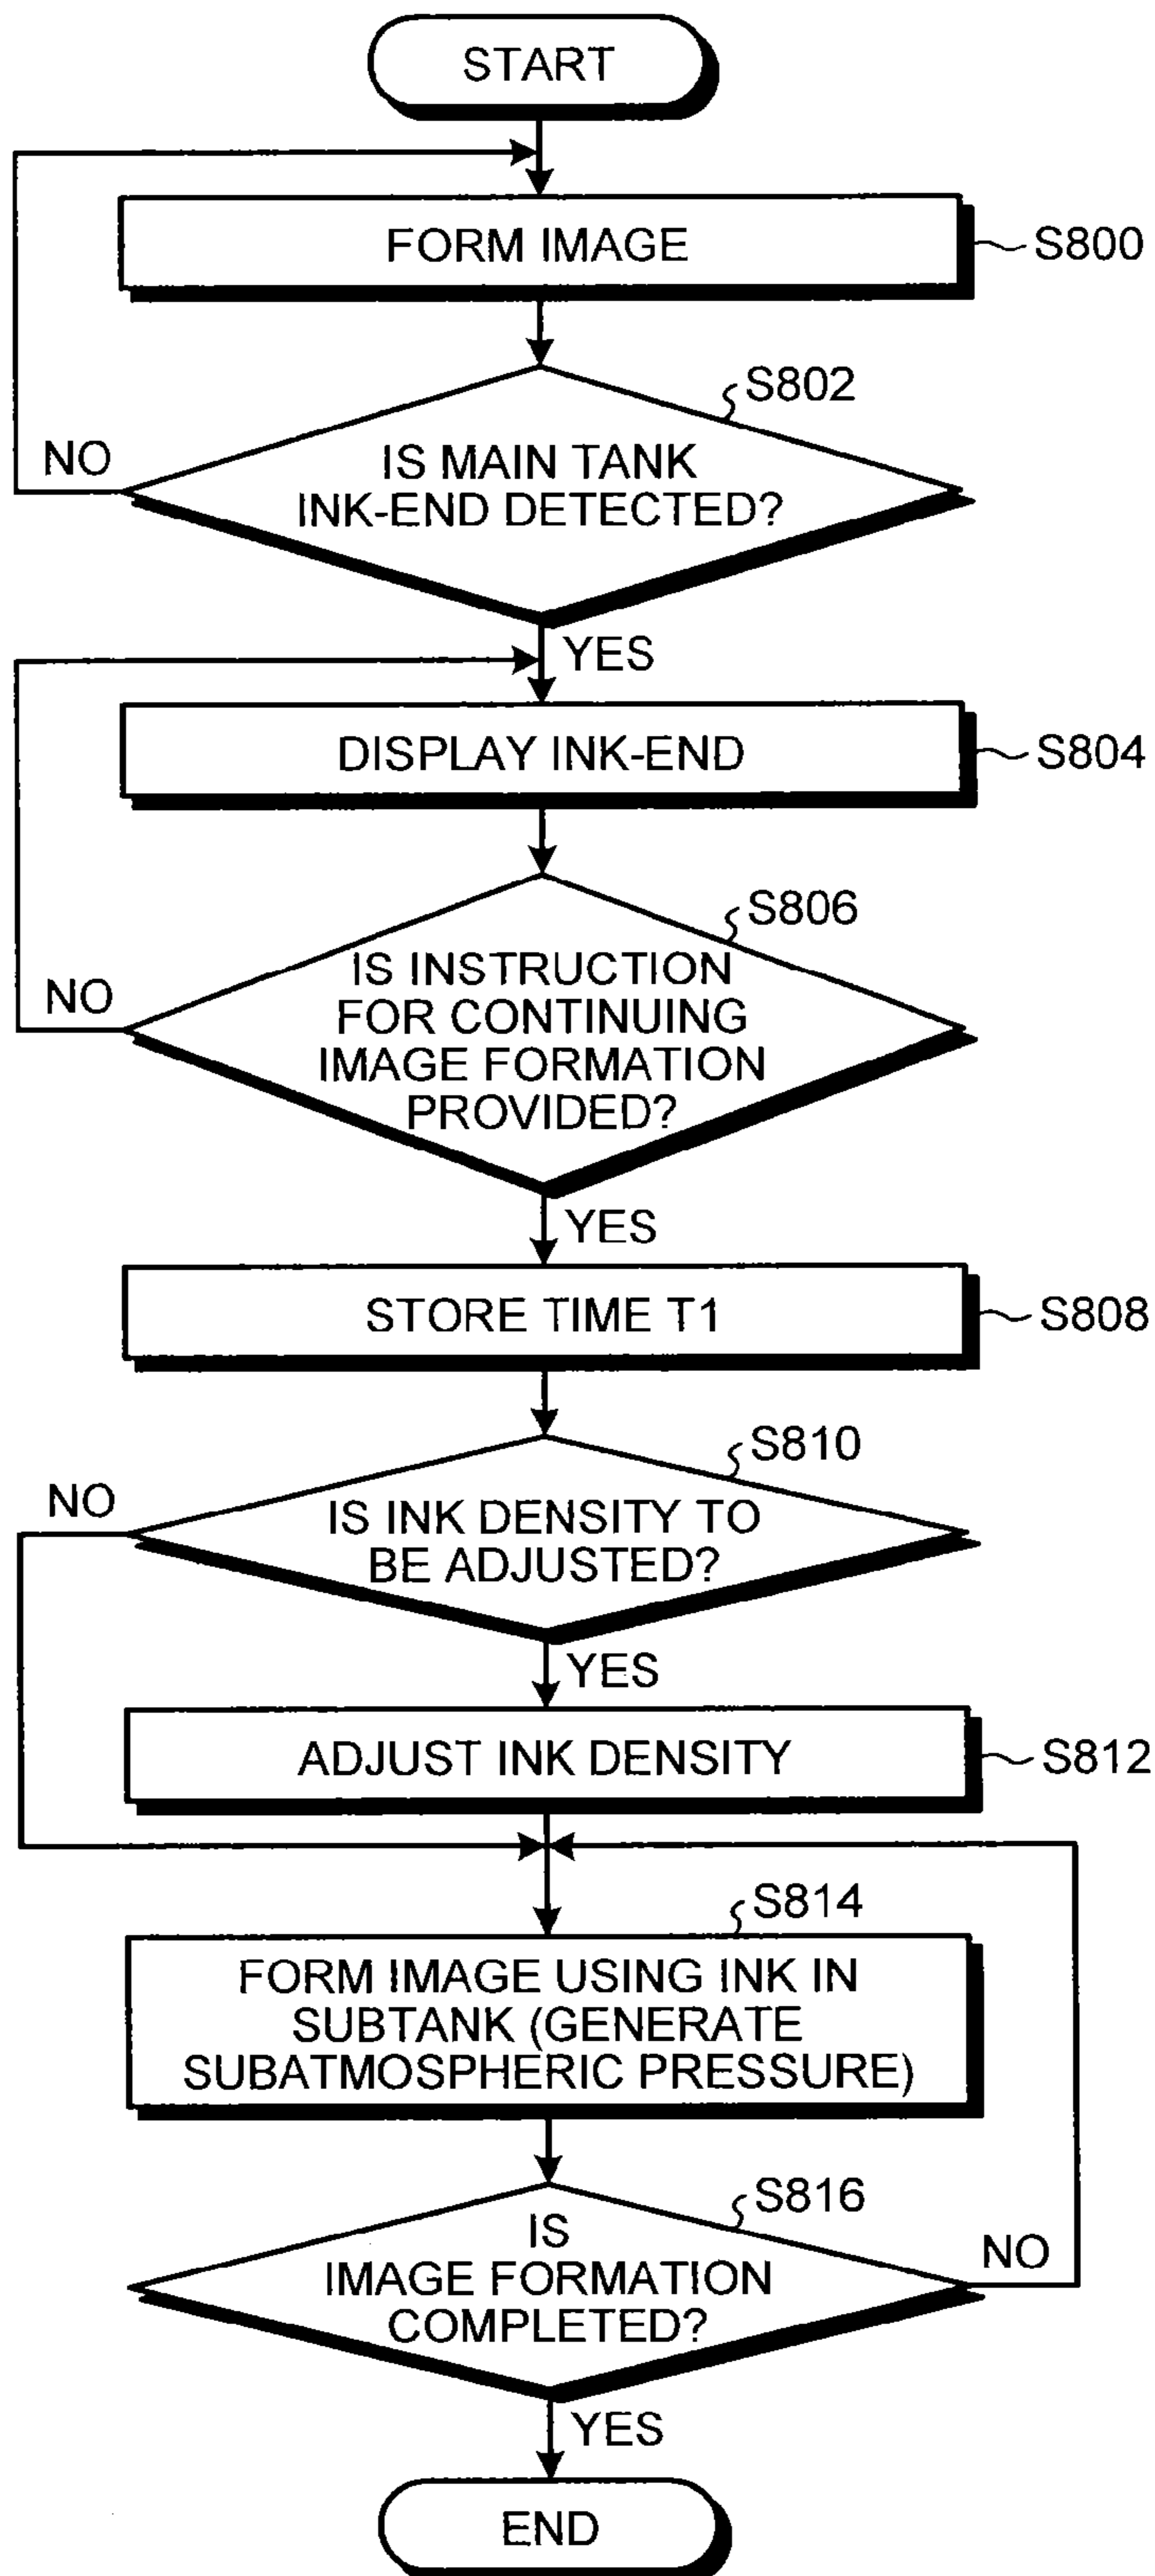 START
FORM IMAGE
S800
S802
IS MAIN TANK
INK-END DETECTED?
NO
YES
DISPLAY INK-END
S804
S806
IS INSTRUCTION
FOR CONTINUING
IMAGE FORMATION
PROVIDED?
NO
YES
STORE TIME T1
S808
S810
IS INK DENSITY TO
BE ADJUSTED?
NO
YES
ADJUST INK DENSITY
S812
S814
FORM IMAGE USING INK IN
SUBTANK (GENERATE
SUBATMOSPHERIC PRESSURE)
S816
IS
IMAGE FORMATION
COMPLETED?
NO
YES
END